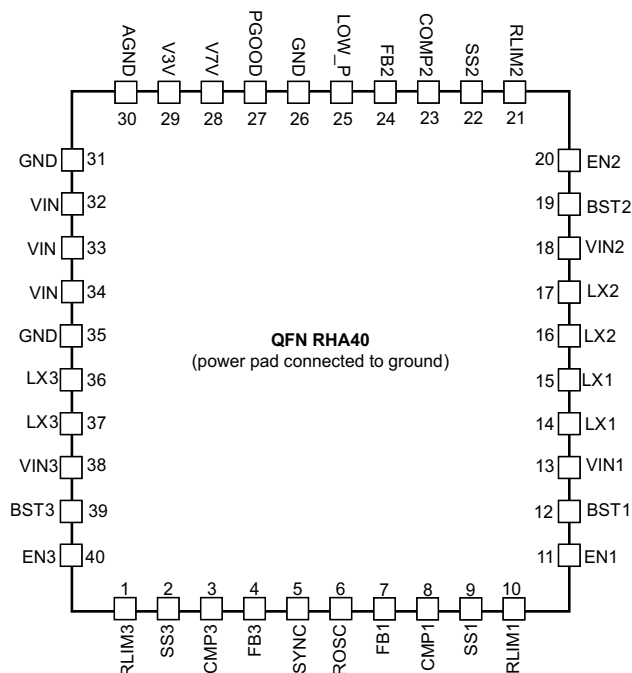 AGND
V3V
V7V
PGOOD
GND
LOW_P
FB2
COMP2
SS2
RLIM2
30 29 28 27 26 25 24 23 22 21
GND 31
VIN 32
VIN 33
VIN 34
GND 35
LX3 36
LX3 37
VIN3 38
BST3 39
EN3 40
20 EN2
19 BST2
18 VIN2
17 LX2
16 LX2
15 LX1
14 LX1
13 VIN1
12 BST1
11 EN1
QFN RHA40
(power pad connected to ground)
1 2 3 4 5 6 7 8 9 10
RLIM3
SS3
CMP3
FB3
SYNC
ROSC
FB1
CMP1
SS1
RLIM1